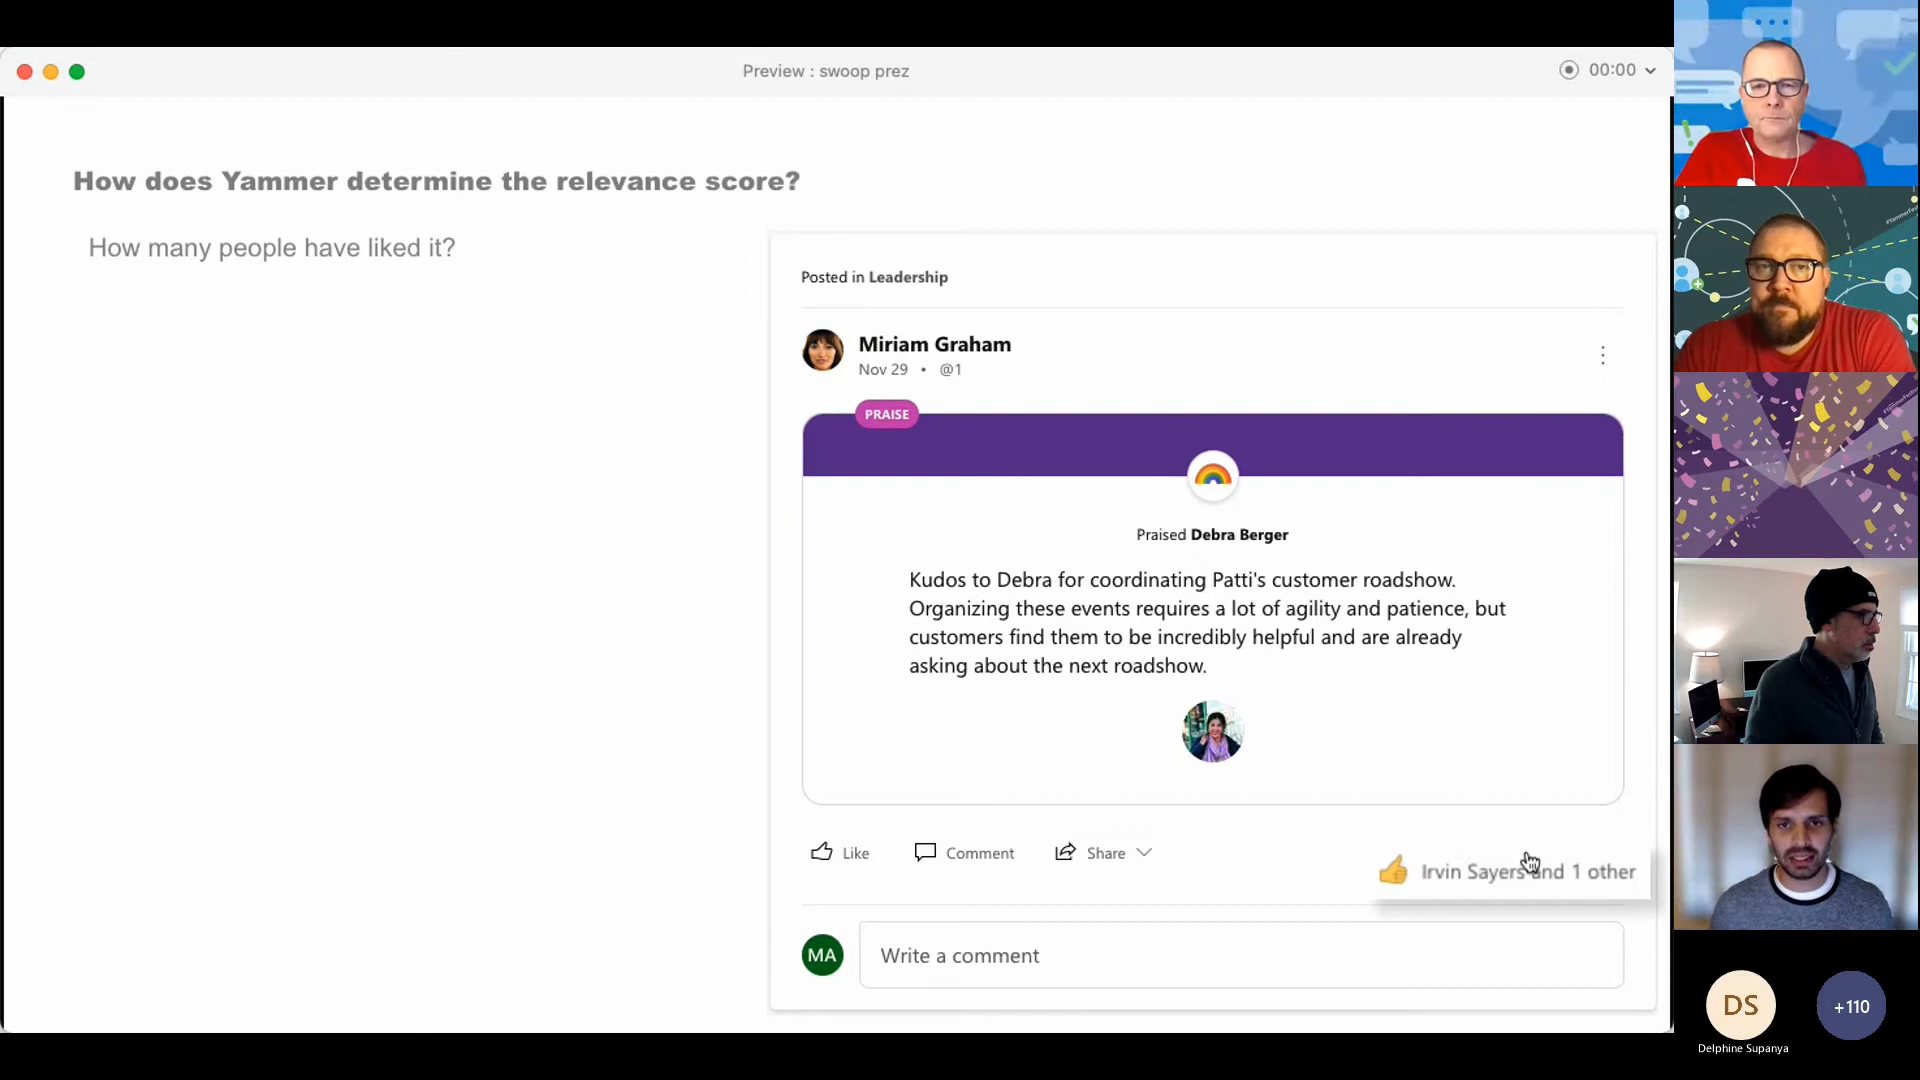 Preview : swoop prez
00:00
How does Yammer determine the relevance score?
How many people have liked it?
Posted in Leadership
Miriam Graham
Nov 29 • @1
PRAISE
Praised Debra Berger
Kudos to Debra for coordinating Patti's customer roadshow.
Organizing these events requires a lot of agility and patience, but
customers find them to be incredibly helpful and are already
asking about the next roadshow.
Like
Comment
Share
Irvin Sayers and 1 other
MA
Write a comment
DS
+110
Delphine Supanya